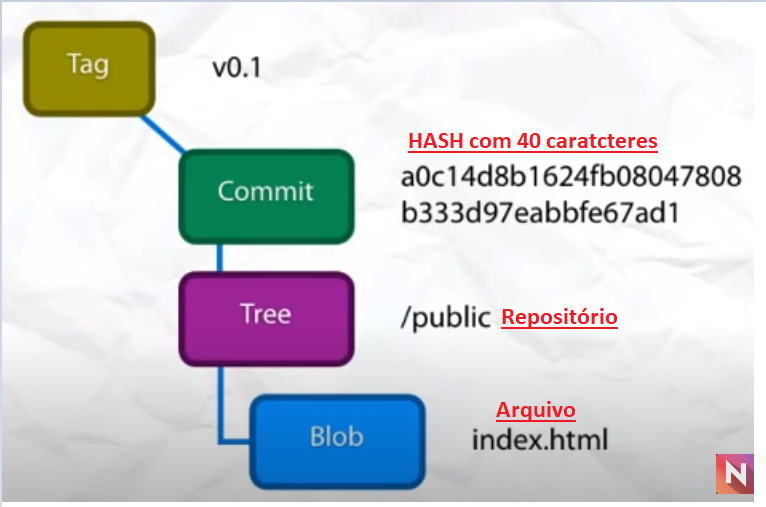 Tag
v0.1
HASH com 40 caratcteres
Commit
a0c14d8b1624fb08047808
b333d97eabbfe67ad1
Tree
/public Repositório
Arquivo
Blob
index.html
N